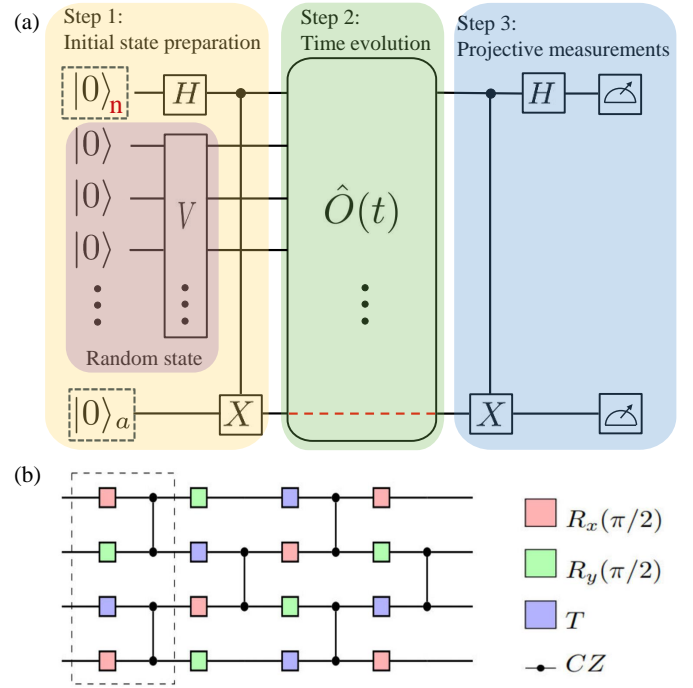 (a)
Step 1:
Initial state preparation
Step 2:
Time evolution
Step 3:
Projective measurements
|0⟩n
H
H
|0⟩
|0⟩
V
Ô(t)
|0⟩
Random state
|0⟩a
X
X
(b)
Rx(π/2)
Ry(π/2)
T
CZ